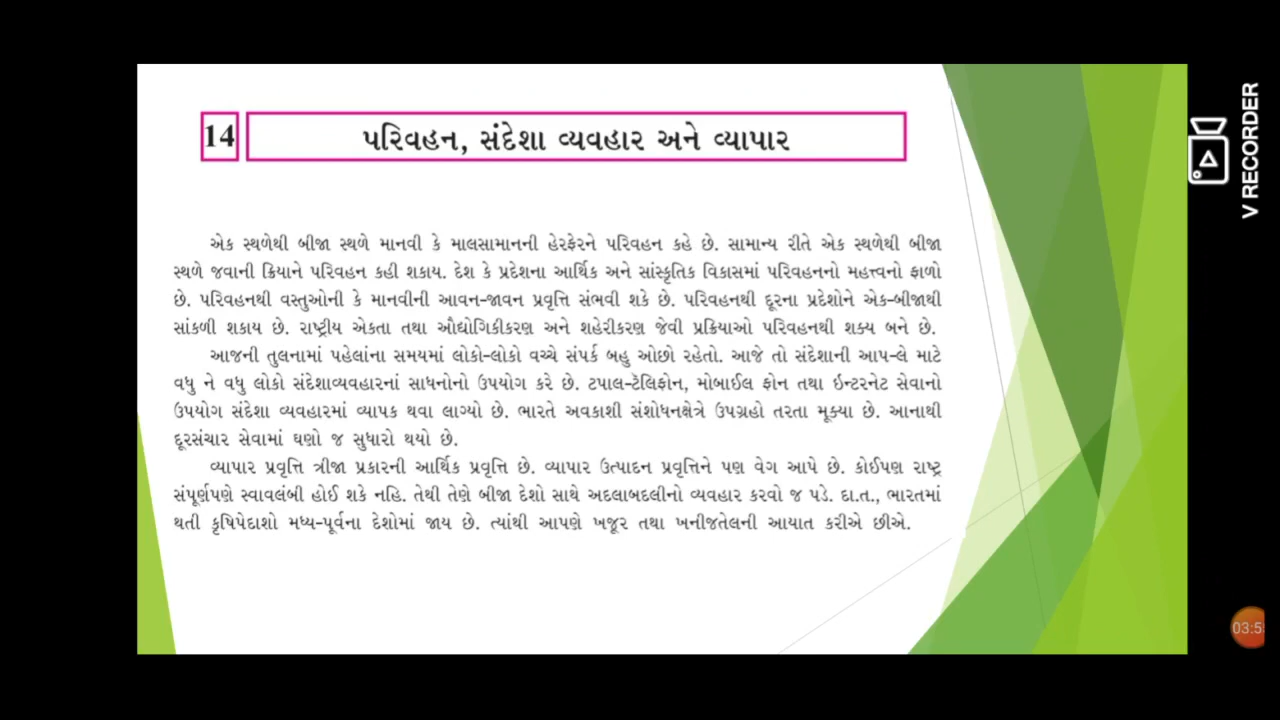 14
પરિવહન, સંદેશા વ્યવહાર અને વ્યાપાર
એક સ્થળેથી બીજા સ્થળે માનવી કે માલસામાનની હેરફેરને પરિવહન કહે છે. સામાન્ય રીતે એક સ્થળેથી બીજા
સ્થળે જવાની ક્રિયાને પરિવહન કહી શકાય. દેશ કે પ્રદેશના આર્થિક અને સાંસ્કૃતિક વિકાસમાં પરિવહનનો મહત્ત્વનો ફાળો
છે. પરિવહનથી વસ્તુઓની કે માનવીની આવન-જાવન પ્રવૃત્તિ સંભવી શકે છે. પરિવહનથી દૂરના પ્રદેશોને એક-બીજાથી
સાંકળી શકાય છે. રાષ્ટ્રીય એકતા તથા ઔદ્યોગિકીકરણ અને શહેરીકરણ જેવી પ્રક્રિયાઓ પરિવહનથી શક્ય બને છે.
આજની તુલનામાં પહેલાંના સમયમાં લોકો-લોકો વચ્ચે સંપર્ક બહુ ઓછો રહેતો. આજે તો સંદેશાની આપ-લે માટે
વધુ ને વધુ લોકો સંદેશાવ્યવહારનાં સાધનોનો ઉપયોગ કરે છે. ટપાલ-ટૅલિફોન, મોબાઈલ ફોન તથા ઇન્ટરનેટ સેવાનો
ઉપયોગ સંદેશા વ્યવહારમાં વ્યાપક થવા લાગ્યો છે. ભારતે અવકાશી સંશોધનક્ષેત્રે ઉપગ્રહો તરતા મૂક્યા છે. આનાથી
દૂરસંચાર સેવામાં ઘણો જ સુધારો થયો છે.
વ્યાપાર પ્રવૃત્તિ ત્રીજા પ્રકારની આર્થિક પ્રવૃત્તિ છે. વ્યાપાર ઉત્પાદન પ્રવૃત્તિને પણ વેગ આપે છે. કોઈપણ રાષ્ટ્ર
સંપૂર્ણપણે સ્વાવલંબી હોઈ શકે નહિ. તેથી તેણે બીજા દેશો સાથે અદલાબદલીનો વ્યવહાર કરવો જ પડે. દા.ત., ભારતમાં
થતી કૃષિપેદાશો મધ્ય-પૂર્વના દેશોમાં જાય છે. ત્યાંથી આપણે ખજૂર તથા ખનીજતેલની આયાત કરીએ છીએ.
V RECORDER